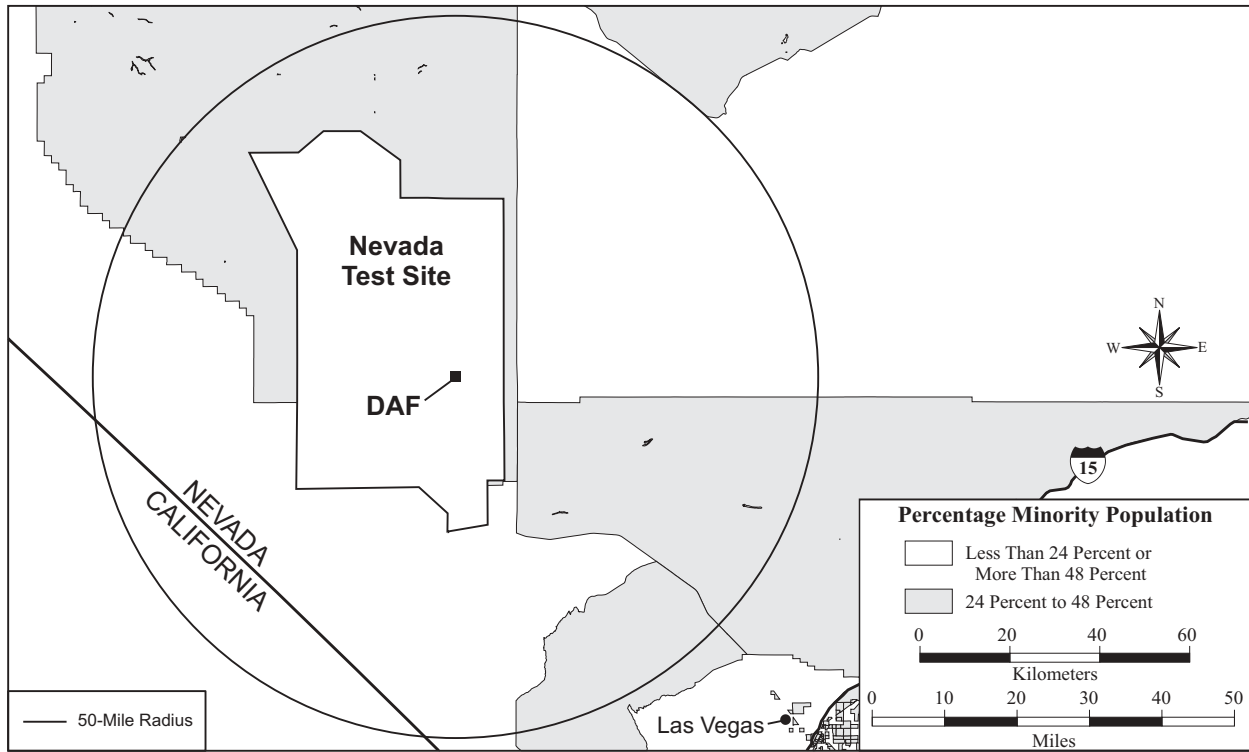 Nevada
Test Site
DAF
N
W
E
S
NEVADA
CALIFORNIA
15
Las Vegas
50-Mile Radius
Percentage Minority Population
Less Than 24 Percent or
More Than 48 Percent
24 Percent to 48 Percent
0 20 40 60
Kilometers
0 10 20 30 40 50
Miles